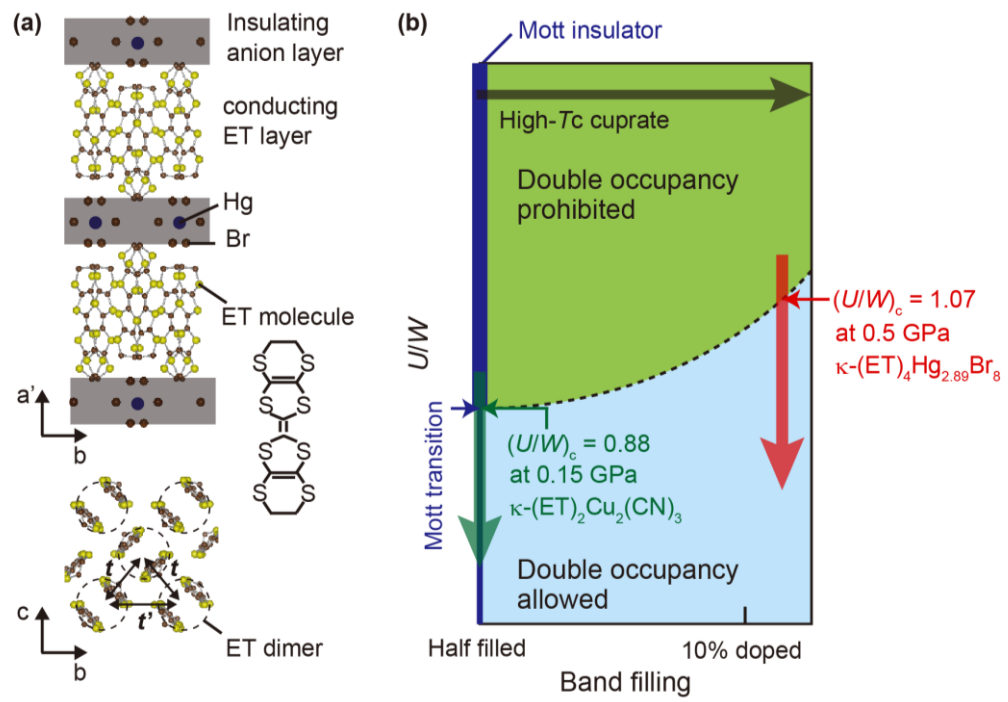 (a)
Insulating
anion layer
conducting
ET layer
Hg
Br
ET molecule
S
S
S
S
S
S
S
S
a'
b
t
t
t'
c
b
ET dimer
(b)
Mott insulator
High-Tc cuprate
Double occupancy
prohibited
U/W
(U/W)c = 1.07
at 0.5 GPa
κ-(ET)4Hg2.89Br8
Mott transition
(U/W)c = 0.88
at 0.15 GPa
κ-(ET)2Cu2(CN)3
Double occupancy
allowed
Half filled
10% doped
Band filling